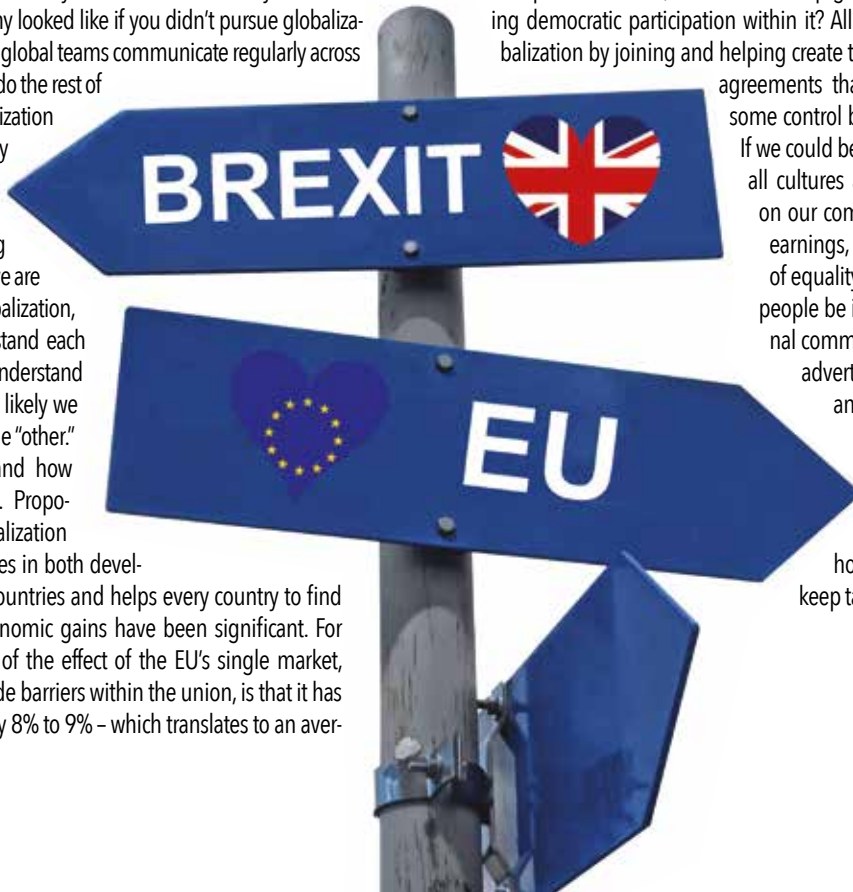 ny looked like if you didn't pursue globaliza-
global teams communicate regularly across
do the rest of
ization
y
g
e are
balization,
stand each
nderstand
likely we
e "other."
and how
. Propo-
alization
es in both devel-
ountries and helps every country to find
nomic gains have been significant. For
of the effect of the EU's single market,
de barriers within the union, is that it has
y 8% to 9% – which translates to an aver-
BREXIT
EU
ing democratic participation within it? All
balization by joining and helping create t
agreements tha
some control b
If we could be
all cultures
on our com
earnings,
of equality
people be i
nal comm
advert
an
ho
keep ta